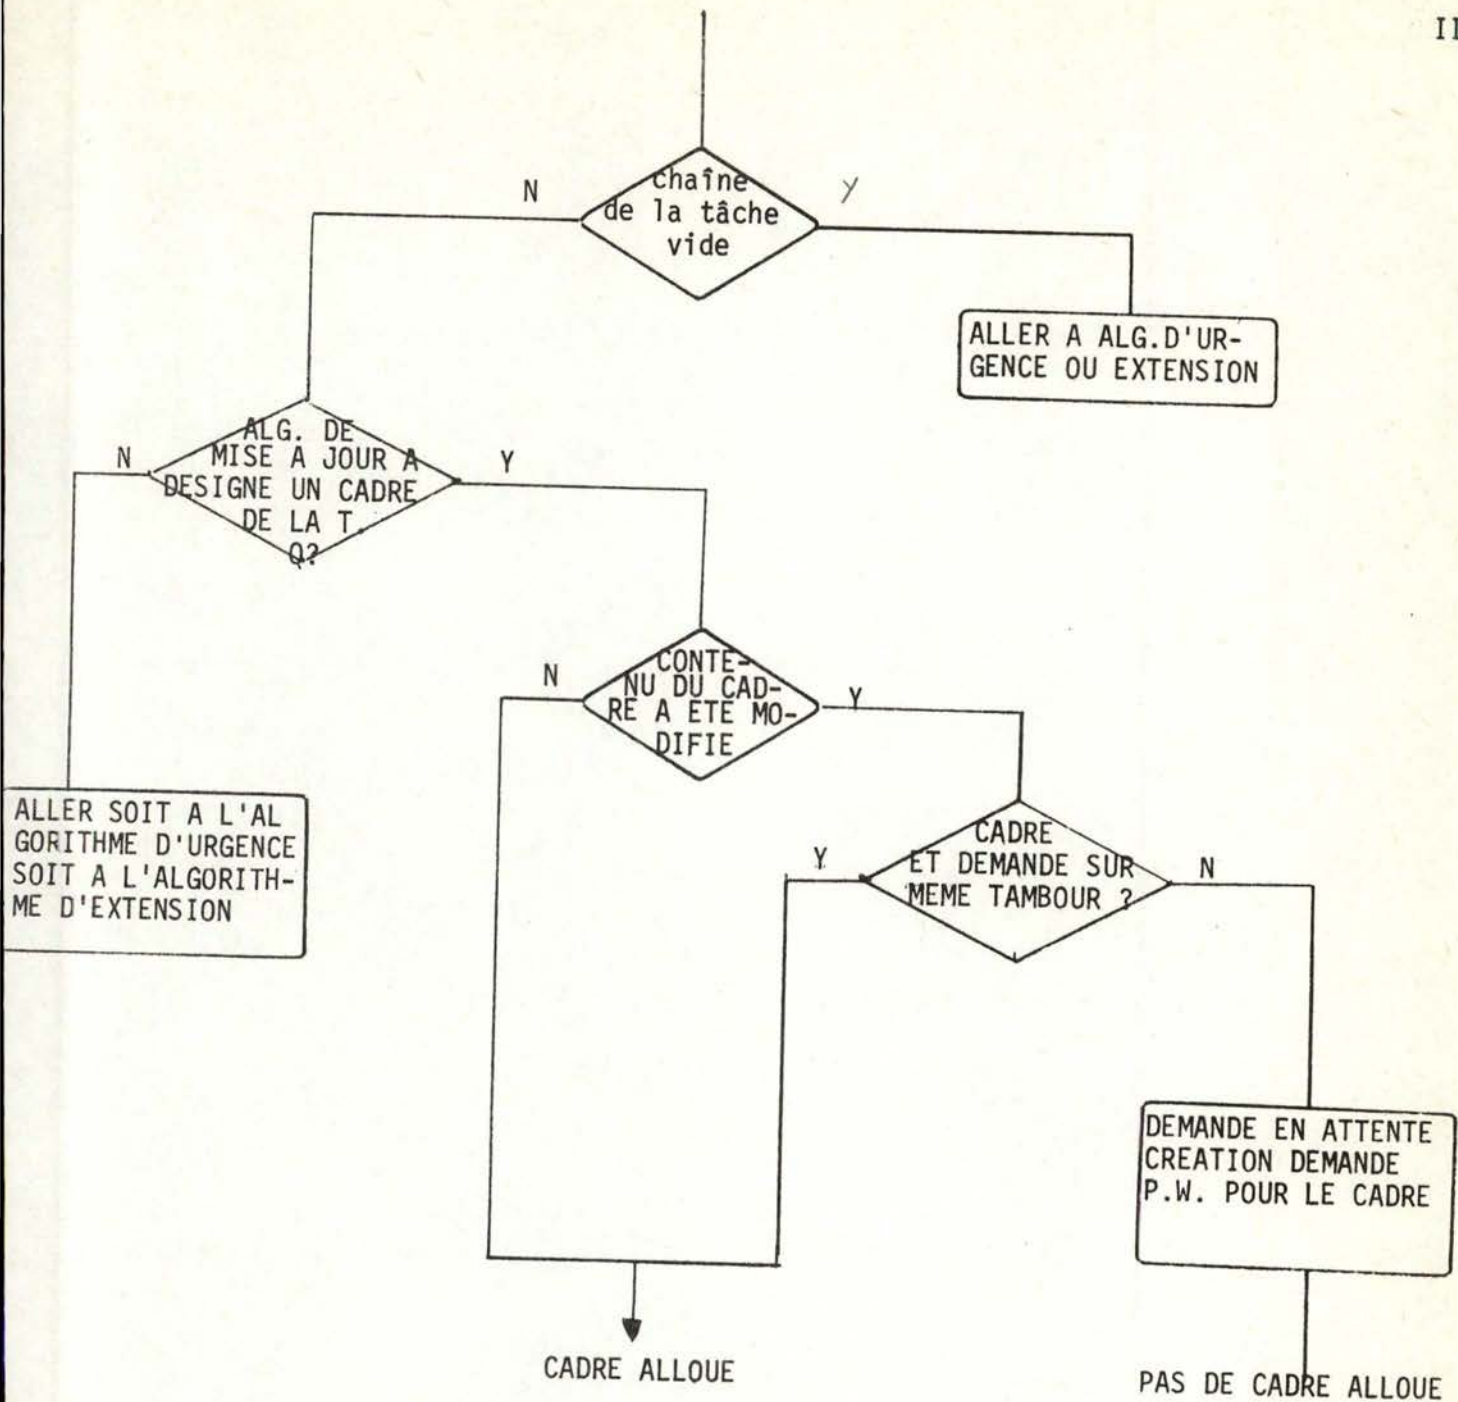 II
chaîne
de la tâche
vide
N
Y
ALLER A ALG.D'UR-
GENCE OU EXTENSION
ALG. DE
MISE A JOUR A
DESIGNE UN CADRE
DE LA T.
Q?
N
Y
CONTE-
NU DU CAD-
RE A ETE MO-
DIFIE
N
Y
ALLER SOIT A L'AL
GORITHME D'URGENCE
SOIT A L'ALGORITH-
ME D'EXTENSION
CADRE
ET DEMANDE SUR
MEME TAMBOUR ?
Y
N
DEMANDE EN ATTENTE
CREATION DEMANDE
P.W. POUR LE CADRE
CADRE ALLOUE
PAS DE CADRE ALLOUE